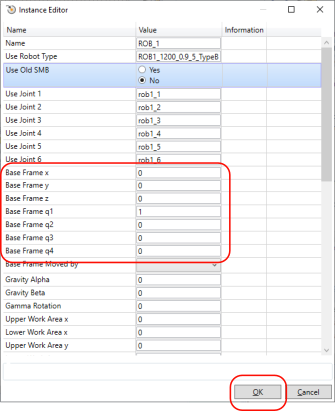 Instance Editor
Name Value Information
Name ROB_1
Use Robot Type ROB1_1200_0.9_5_TypeB
Use Old SMB Yes
No
Use Joint 1 rob1_1
Use Joint 2 rob1_2
Use Joint 3 rob1_3
Use Joint 4 rob1_4
Use Joint 5 rob1_5
Use Joint 6 rob1_6
Base Frame x 0
Base Frame y 0
Base Frame z 0
Base Frame q1 1
Base Frame q2 0
Base Frame q3 0
Base Frame q4 0
Base Frame Moved by
Gravity Alpha 0
Gravity Beta 0
Gamma Rotation 0
Upper Work Area x 0
Lower Work Area x 0
Upper Work Area y 0
OK Cancel